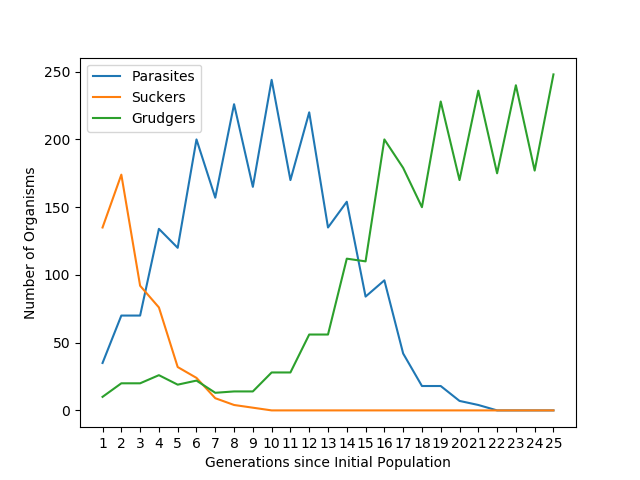 Parasites
Suckers
Grudgers
250
200
150
100
50
0
Number of Organisms
1 2 3 4 5 6 7 8 9 10 11 12 13 14 15 16 17 18 19 20 21 22 23 24 25
Generations since Initial Population